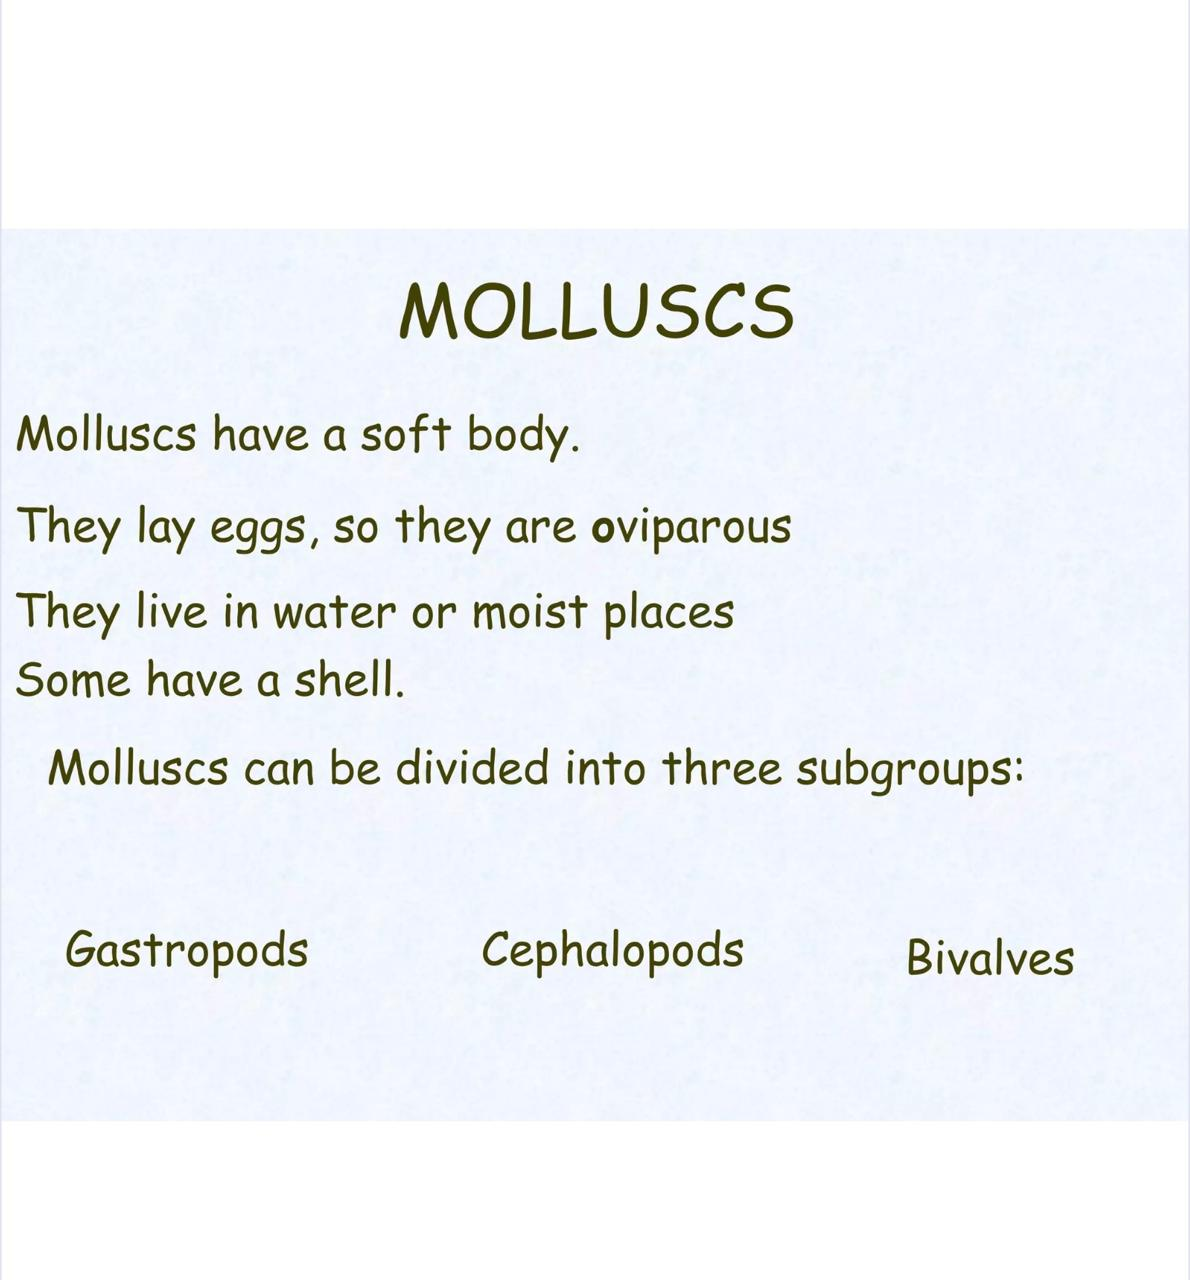 MOLLUSCS
Molluscs have a soft body.
They lay eggs, so they are oviparous
They live in water or moist places
Some have a shell.
Molluscs can be divided into three subgroups:
Gastropods Cephalopods Bivalves